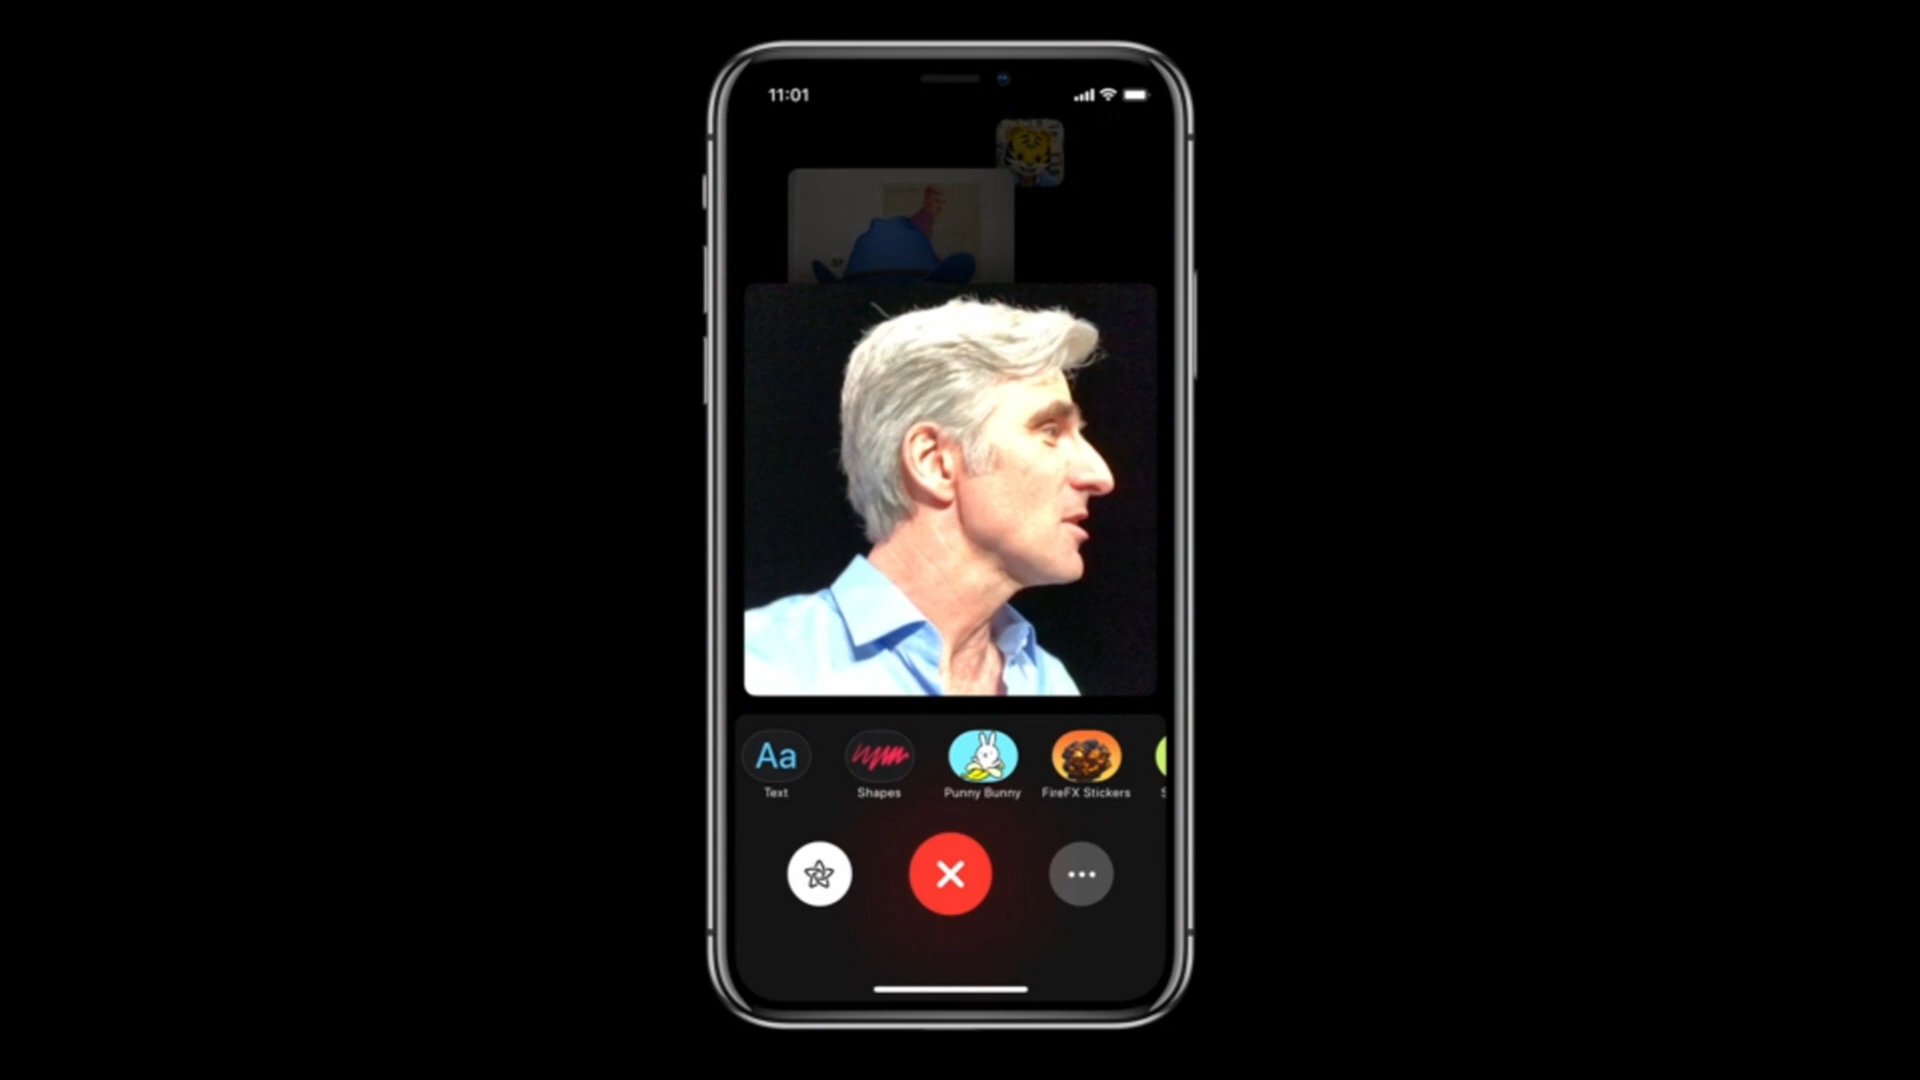 11:01
Aa
Text
Shapes
Punny Bunny
FireFX Stickers